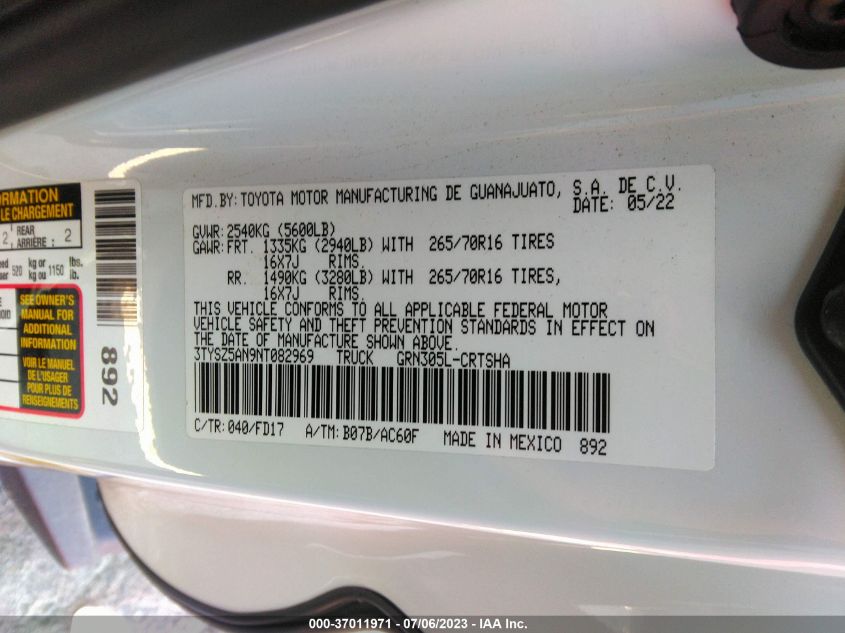 ORMATION
LE CHARGEMENT
2 REAR ARRIÈRE : 2
520 kg or kg ou 1150 lbs. lb.
SEE OWNER'S
MANUAL FOR
ADDITIONAL
INFORMATION
VOIR LE MANUEL
DE L'USAGER
POUR PLUS DE
RENSEIGNEMENTS
892
MFD.BY:TOYOTA MOTOR MANUFACTURING DE GUANAJUATO, S.A. DE C.V.
DATE: 05/22
GVWR:2540KG (5600LB)
GAWR:FRT. 1335KG (2940LB) WITH 265/70R16 TIRES
16X7J RIMS,
RR. 1490KG (3280LB) WITH 265/70R16 TIRES,
16X7J RIMS.
THIS VEHICLE CONFORMS TO ALL APPLICABLE FEDERAL MOTOR
VEHICLE SAFETY AND THEFT PREVENTION STANDARDS IN EFFECT ON
THE DATE OF MANUFACTURE SHOWN ABOVE.
3TYSZ5AN9NT082969 TRUCK GRN305L-CRTSHA
C/TR:040/FD17 A/TM:B07B/AC60F MADE IN MEXICO 892
000-37011971 - 07/06/2023 - IAA Inc.